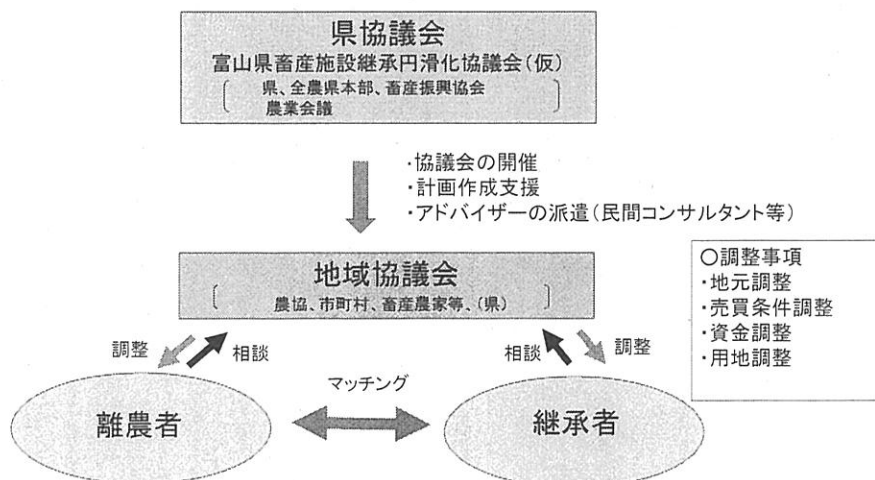 県協議会
富山県畜産施設継承円滑化協議会(仮)
県、全農県本部、畜産振興協会
農業会議
・協議会の開催
・計画作成支援
・アドバイザーの派遣(民間コンサルタント等)
地域協議会
農協、市町村、畜産農家等、(県)
○調整事項
・地元調整
・売買条件調整
・資金調整
・用地調整
調整
相談
相談
調整
マッチング
離農者
継承者